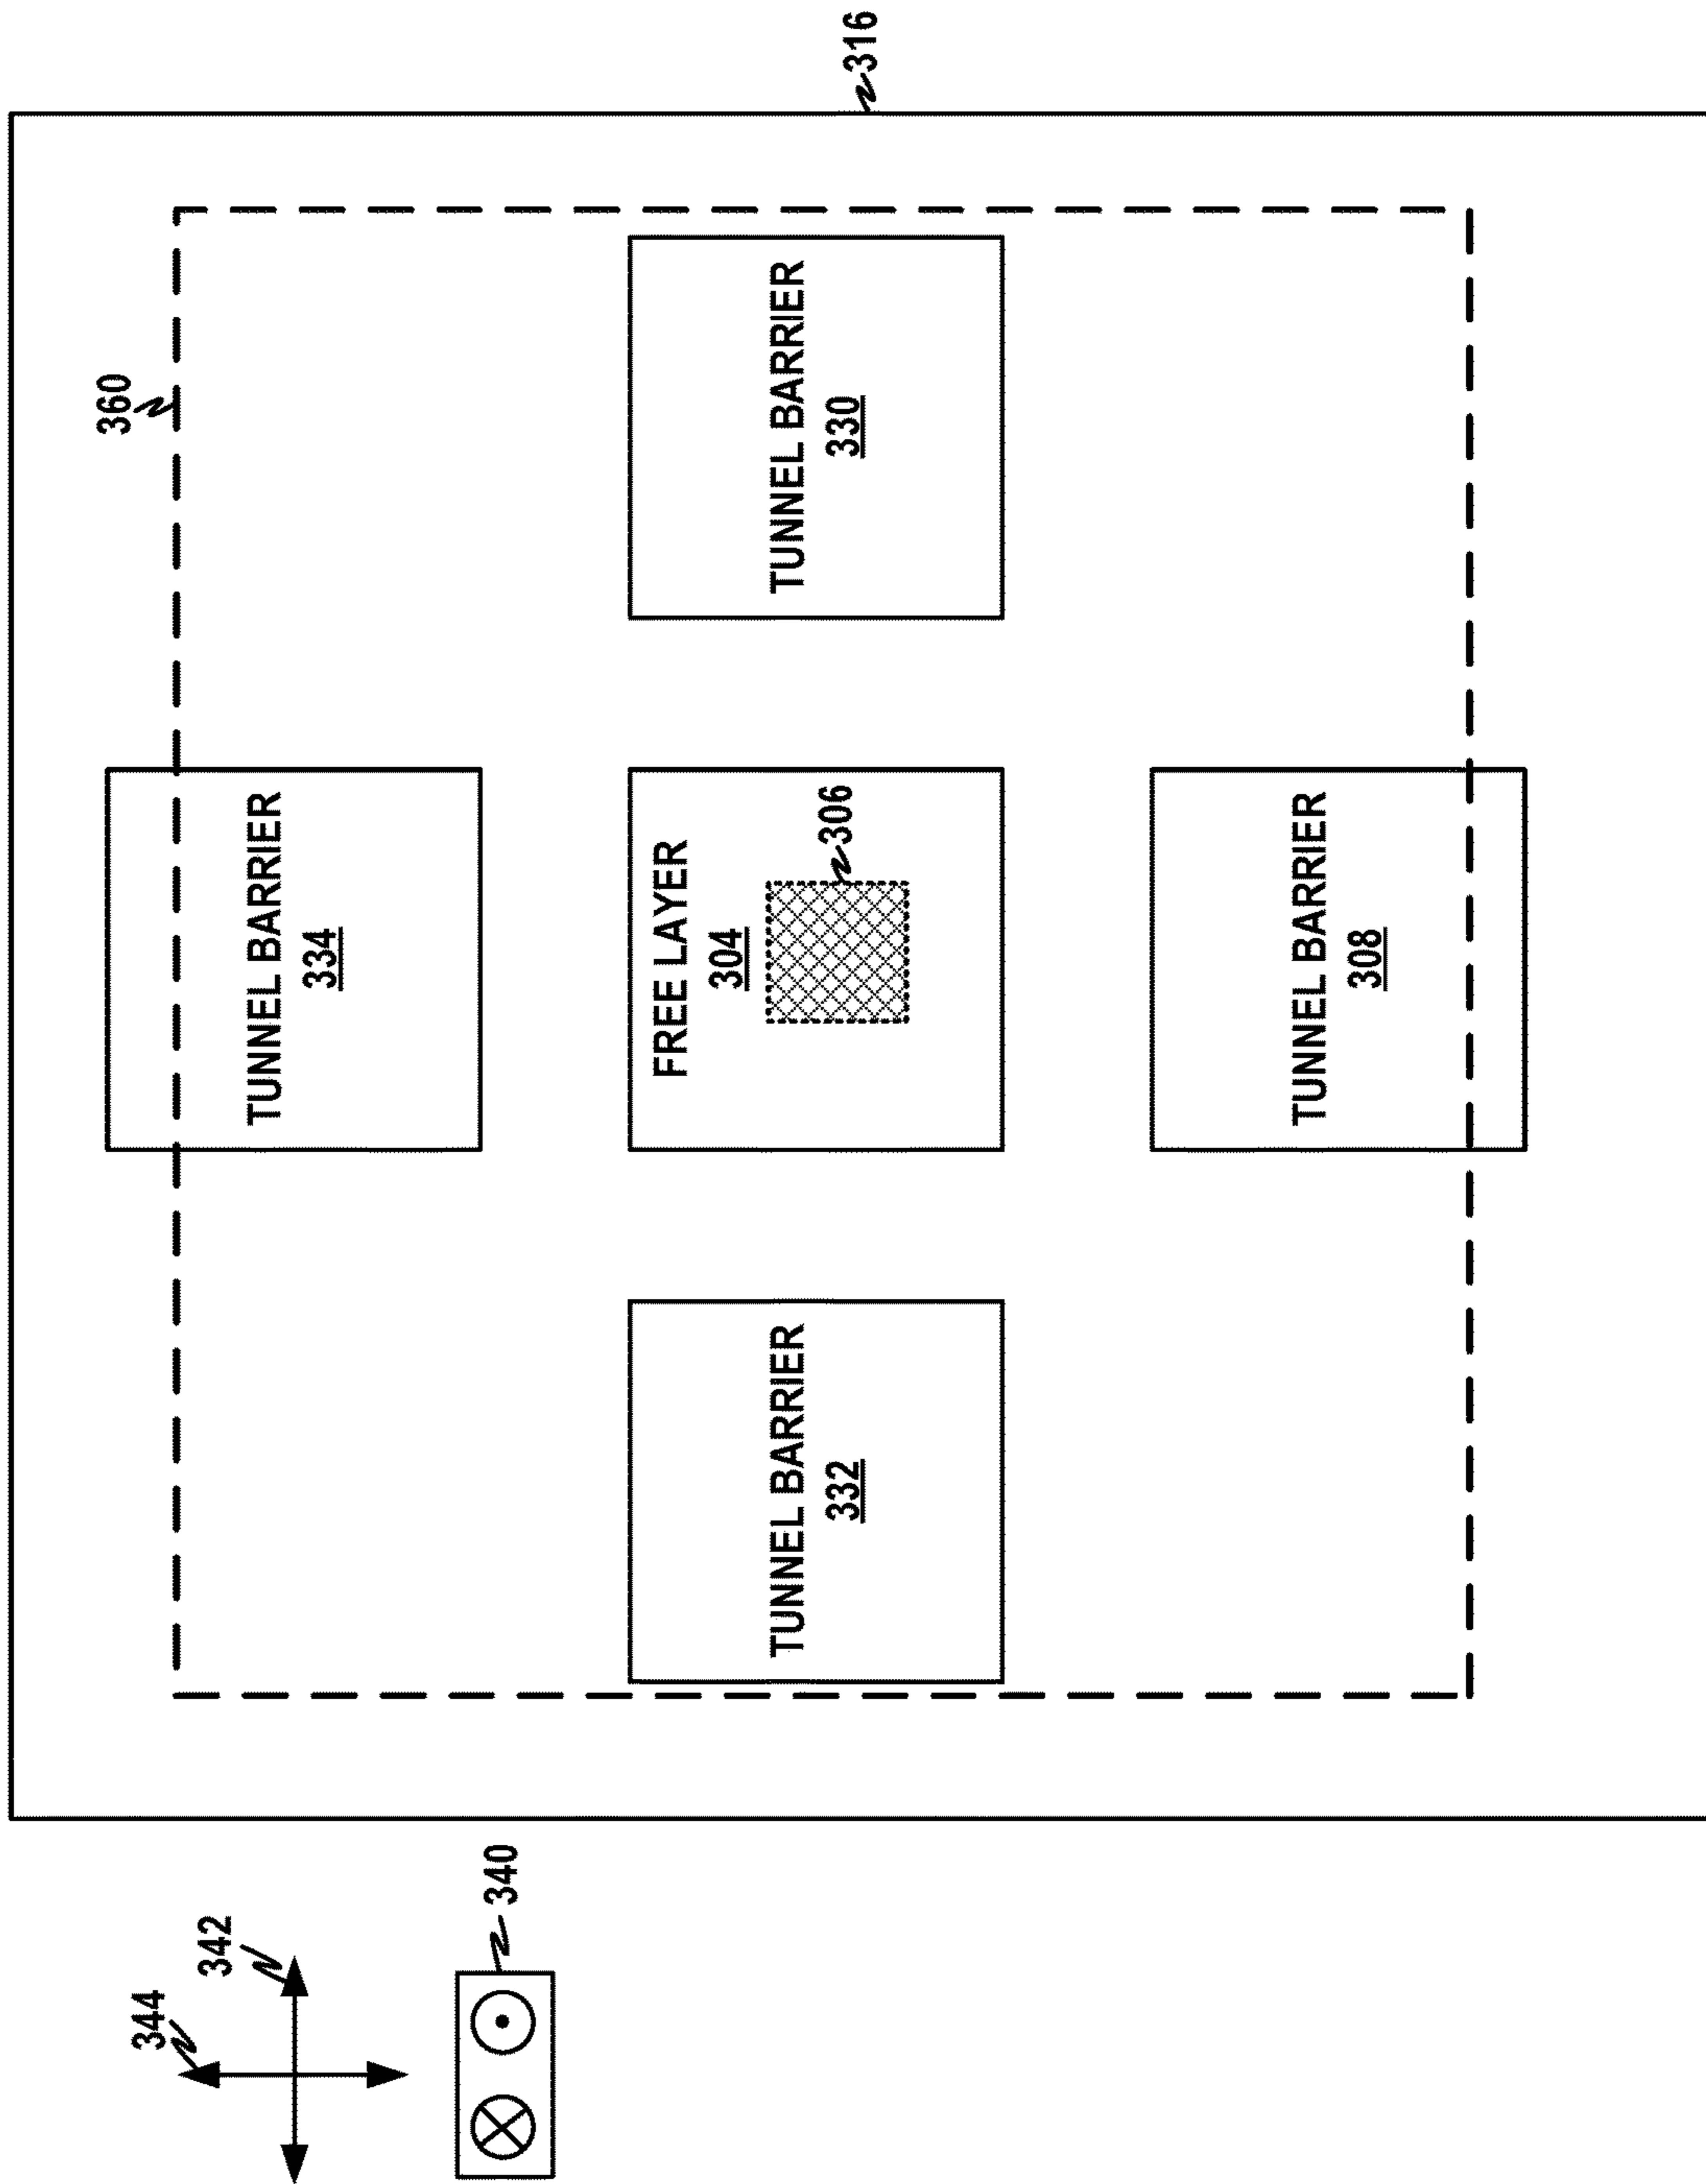 360
344
342
TUNNEL BARRIER
334
340
TUNNEL BARRIER
332
FREE LAYER
304
306
TUNNEL BARRIER
330
316
TUNNEL BARRIER
308